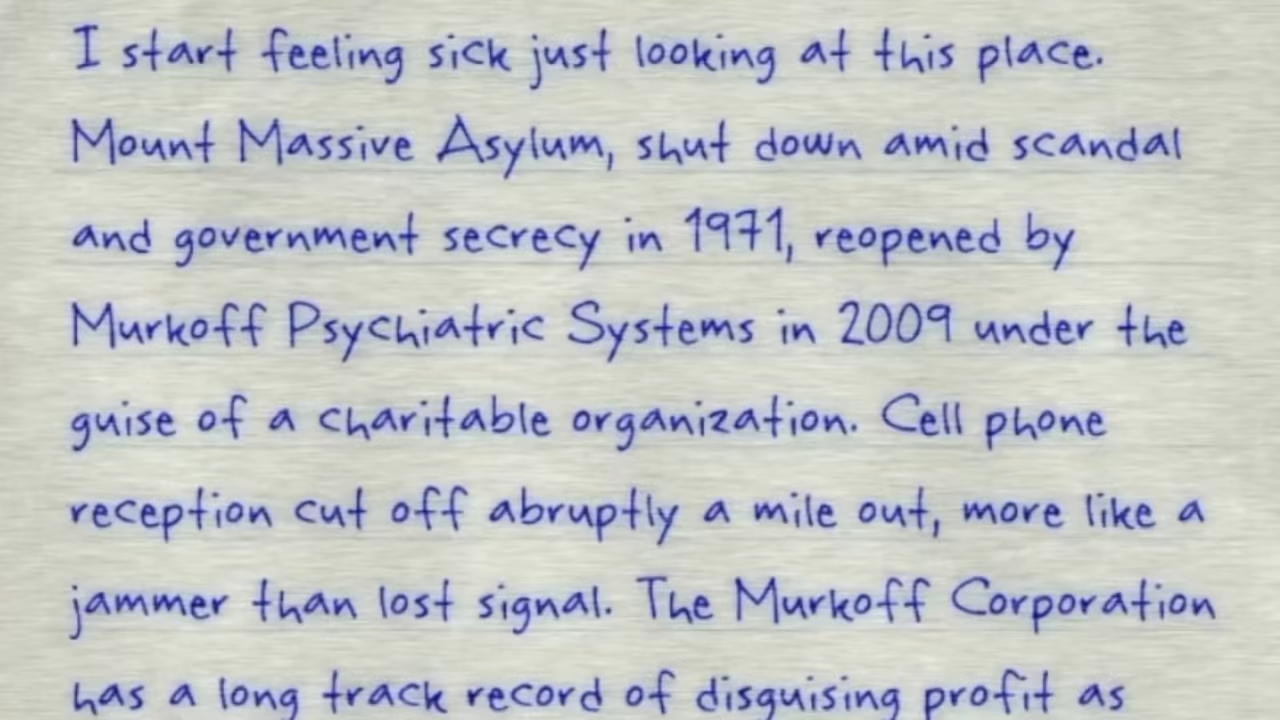 I start feeling sick just looking at this place.
Mount Massive Asylum, shut down amid scandal
and government secrecy in 1971, reopened by
Murkoff Psychiatric Systems in 2009 under the
guise of a charitable organization. Cell phone
reception cut off abruptly a mile out, more like a
jammer than lost signal. The Murkoff Corporation
has a long track record of disguising profit as